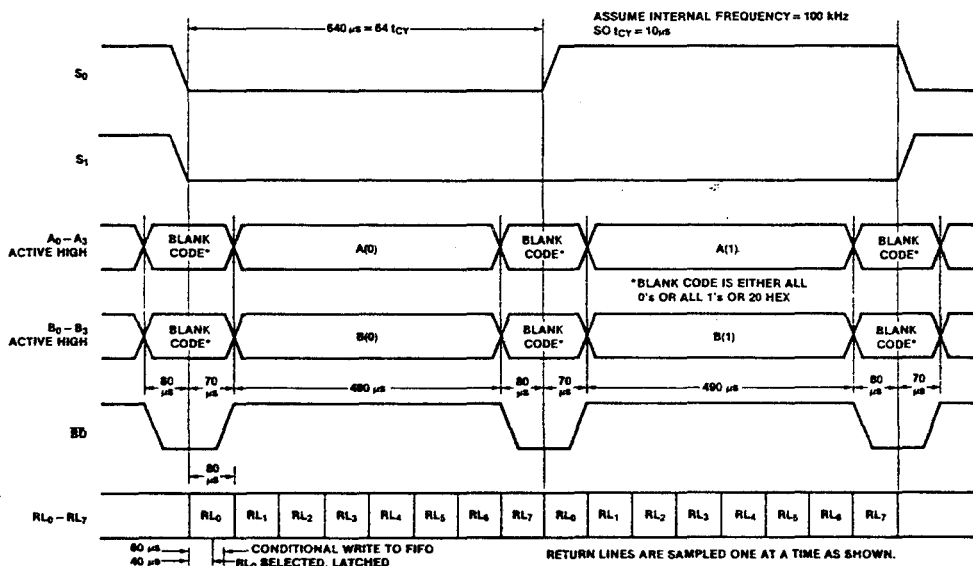 640 μs = 64 tCY
ASSUME INTERNAL FREQUENCY = 100 kHz
SO tCY = 10μs
S0
S1
A0 – A3
ACTIVE HIGH
BLANK
CODE*
A(0)
BLANK
CODE*
A(1)
BLANK
CODE*
*BLANK CODE IS EITHER ALL
0's OR ALL 1's OR 20 HEX
B0 – B3
ACTIVE HIGH
BLANK
CODE*
B(0)
BLANK
CODE*
B(1)
BLANK
CODE*
80 μs
70 μs
490 μs
80 μs
70 μs
490 μs
80 μs
70 μs
BD
80 μs
RL0 – RL7
RL0
RL1
RL2
RL3
RL4
RL5
RL6
RL7
RL0
RL1
RL2
RL3
RL4
RL5
RL6
RL7
60 μs
CONDITIONAL WRITE TO FIFO
RETURN LINES ARE SAMPLED ONE AT A TIME AS SHOWN.
40 μs
RL0 SELECTED, LATCHED